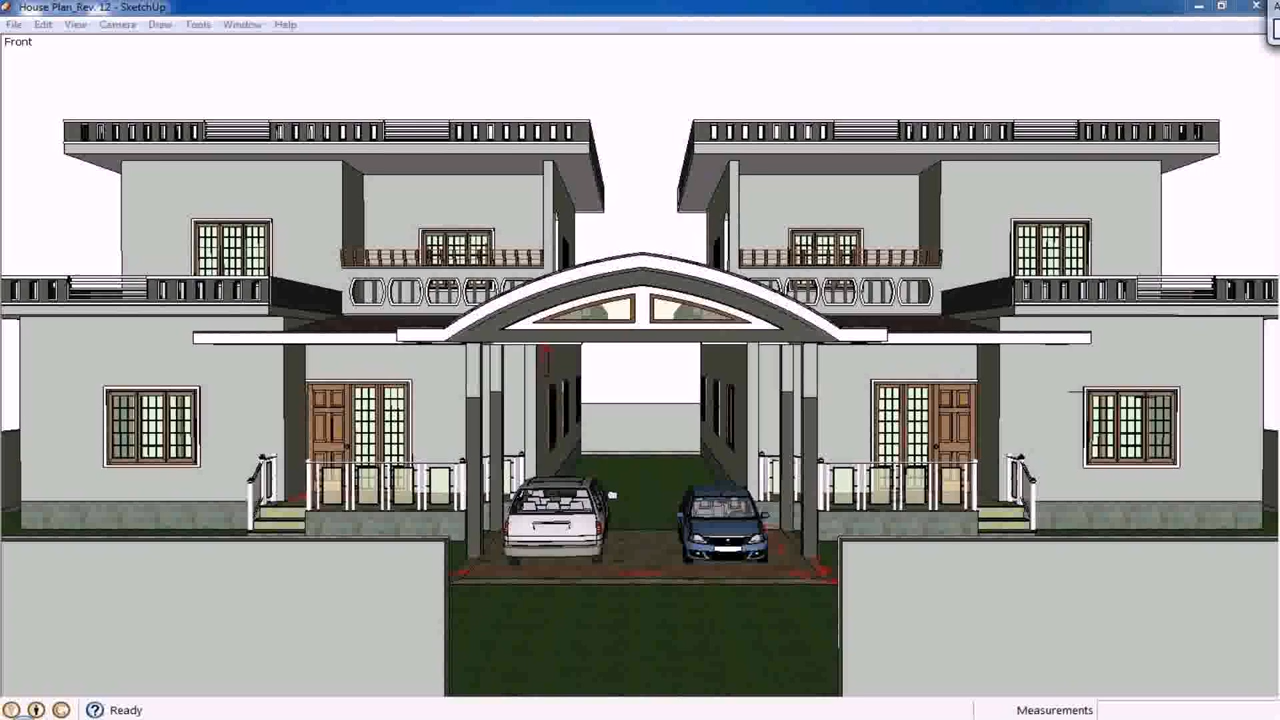 House Plan_Rev. 12 - SketchUp
File Edit View Camera Draw Tools Window Help
Front
Ready
Measurements